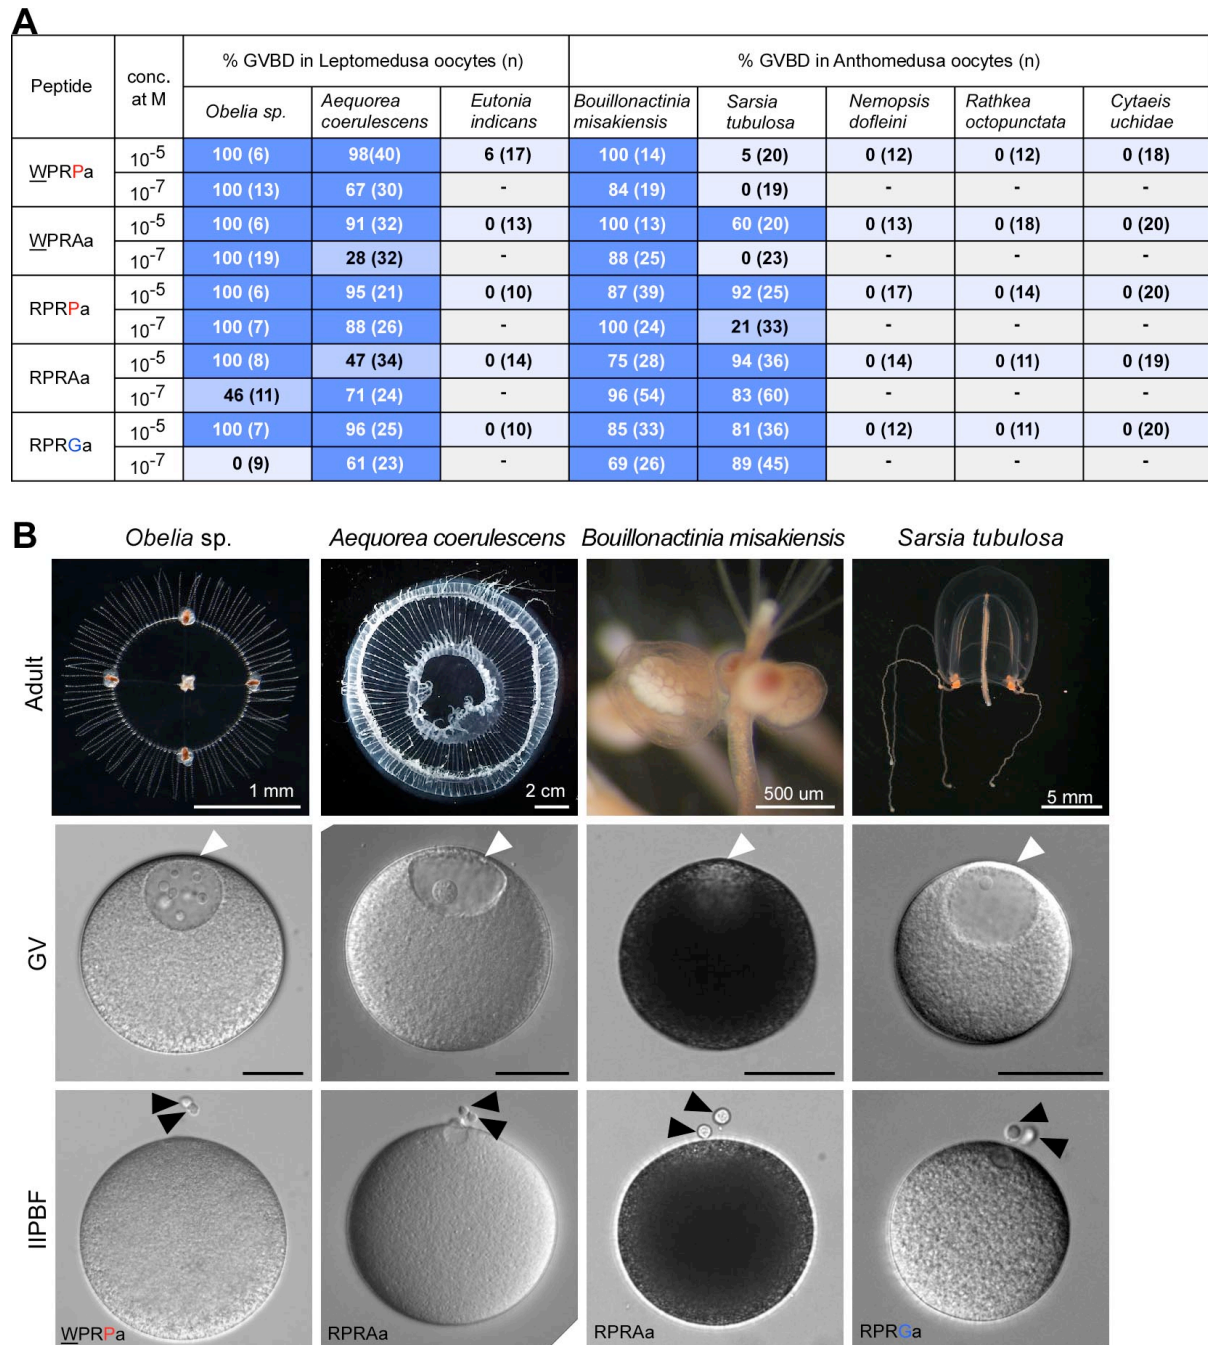 A
Peptide conc. at M % GVBD in Leptomedusa oocytes (n) % GVBD in Anthomedusa oocytes (n)
Obelia sp. Aequorea coerulescens Eutonia indicans Bouillonactinia misakiensis Sarsia tubulosa Nemopsis dofleini Rathkea octopunctata Cytaeis uchidae
WPRPa 10-5 100 (6) 98(40) 6 (17) 100 (14) 5 (20) 0 (12) 0 (12) 0 (18)
10-7 100 (13) 67 (30) - 84 (19) 0 (19) - - -
WPRAa 10-5 100 (6) 91 (32) 0 (13) 100 (13) 60 (20) 0 (13) 0 (18) 0 (20)
10-7 100 (19) 28 (32) - 88 (25) 0 (23) - - -
RPRPa 10-5 100 (6) 95 (21) 0 (10) 87 (39) 92 (25) 0 (17) 0 (14) 0 (20)
10-7 100 (7) 88 (26) - 100 (24) 21 (33) - - -
RPRAa 10-5 100 (8) 47 (34) 0 (14) 75 (28) 94 (36) 0 (14) 0 (11) 0 (19)
10-7 46 (11) 71 (24) - 96 (54) 83 (60) - - -
RPRGa 10-5 100 (7) 96 (25) 0 (10) 85 (33) 81 (36) 0 (12) 0 (11) 0 (20)
10-7 0 (9) 61 (23) - 69 (26) 89 (45) - - -
B
Obelia sp. Aequorea coerulescens Bouillonactinia misakiensis Sarsia tubulosa
Adult
1 mm 2 cm 500 um 5 mm
GV
IIPBF
WPRPa RPRAa RPRAa RPRGa